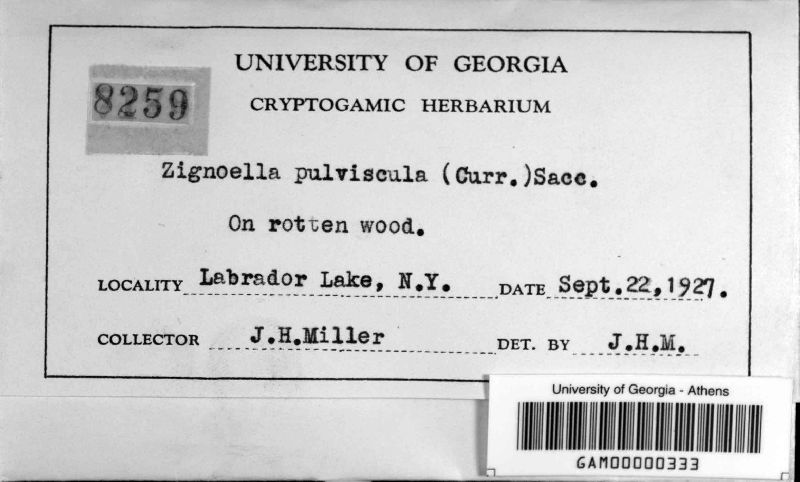 UNIVERSITY OF GEORGIA
8259
CRYPTOGAMIC HERBARIUM
Zignoella pulviscula (Curr.)Sacc.
On rotten wood.
LOCALITY Labrador Lake, N.Y. DATE Sept.22,1927.
COLLECTOR J.H.Miller DET. BY J.H.M.
University of Georgia - Athens
GAM00000333